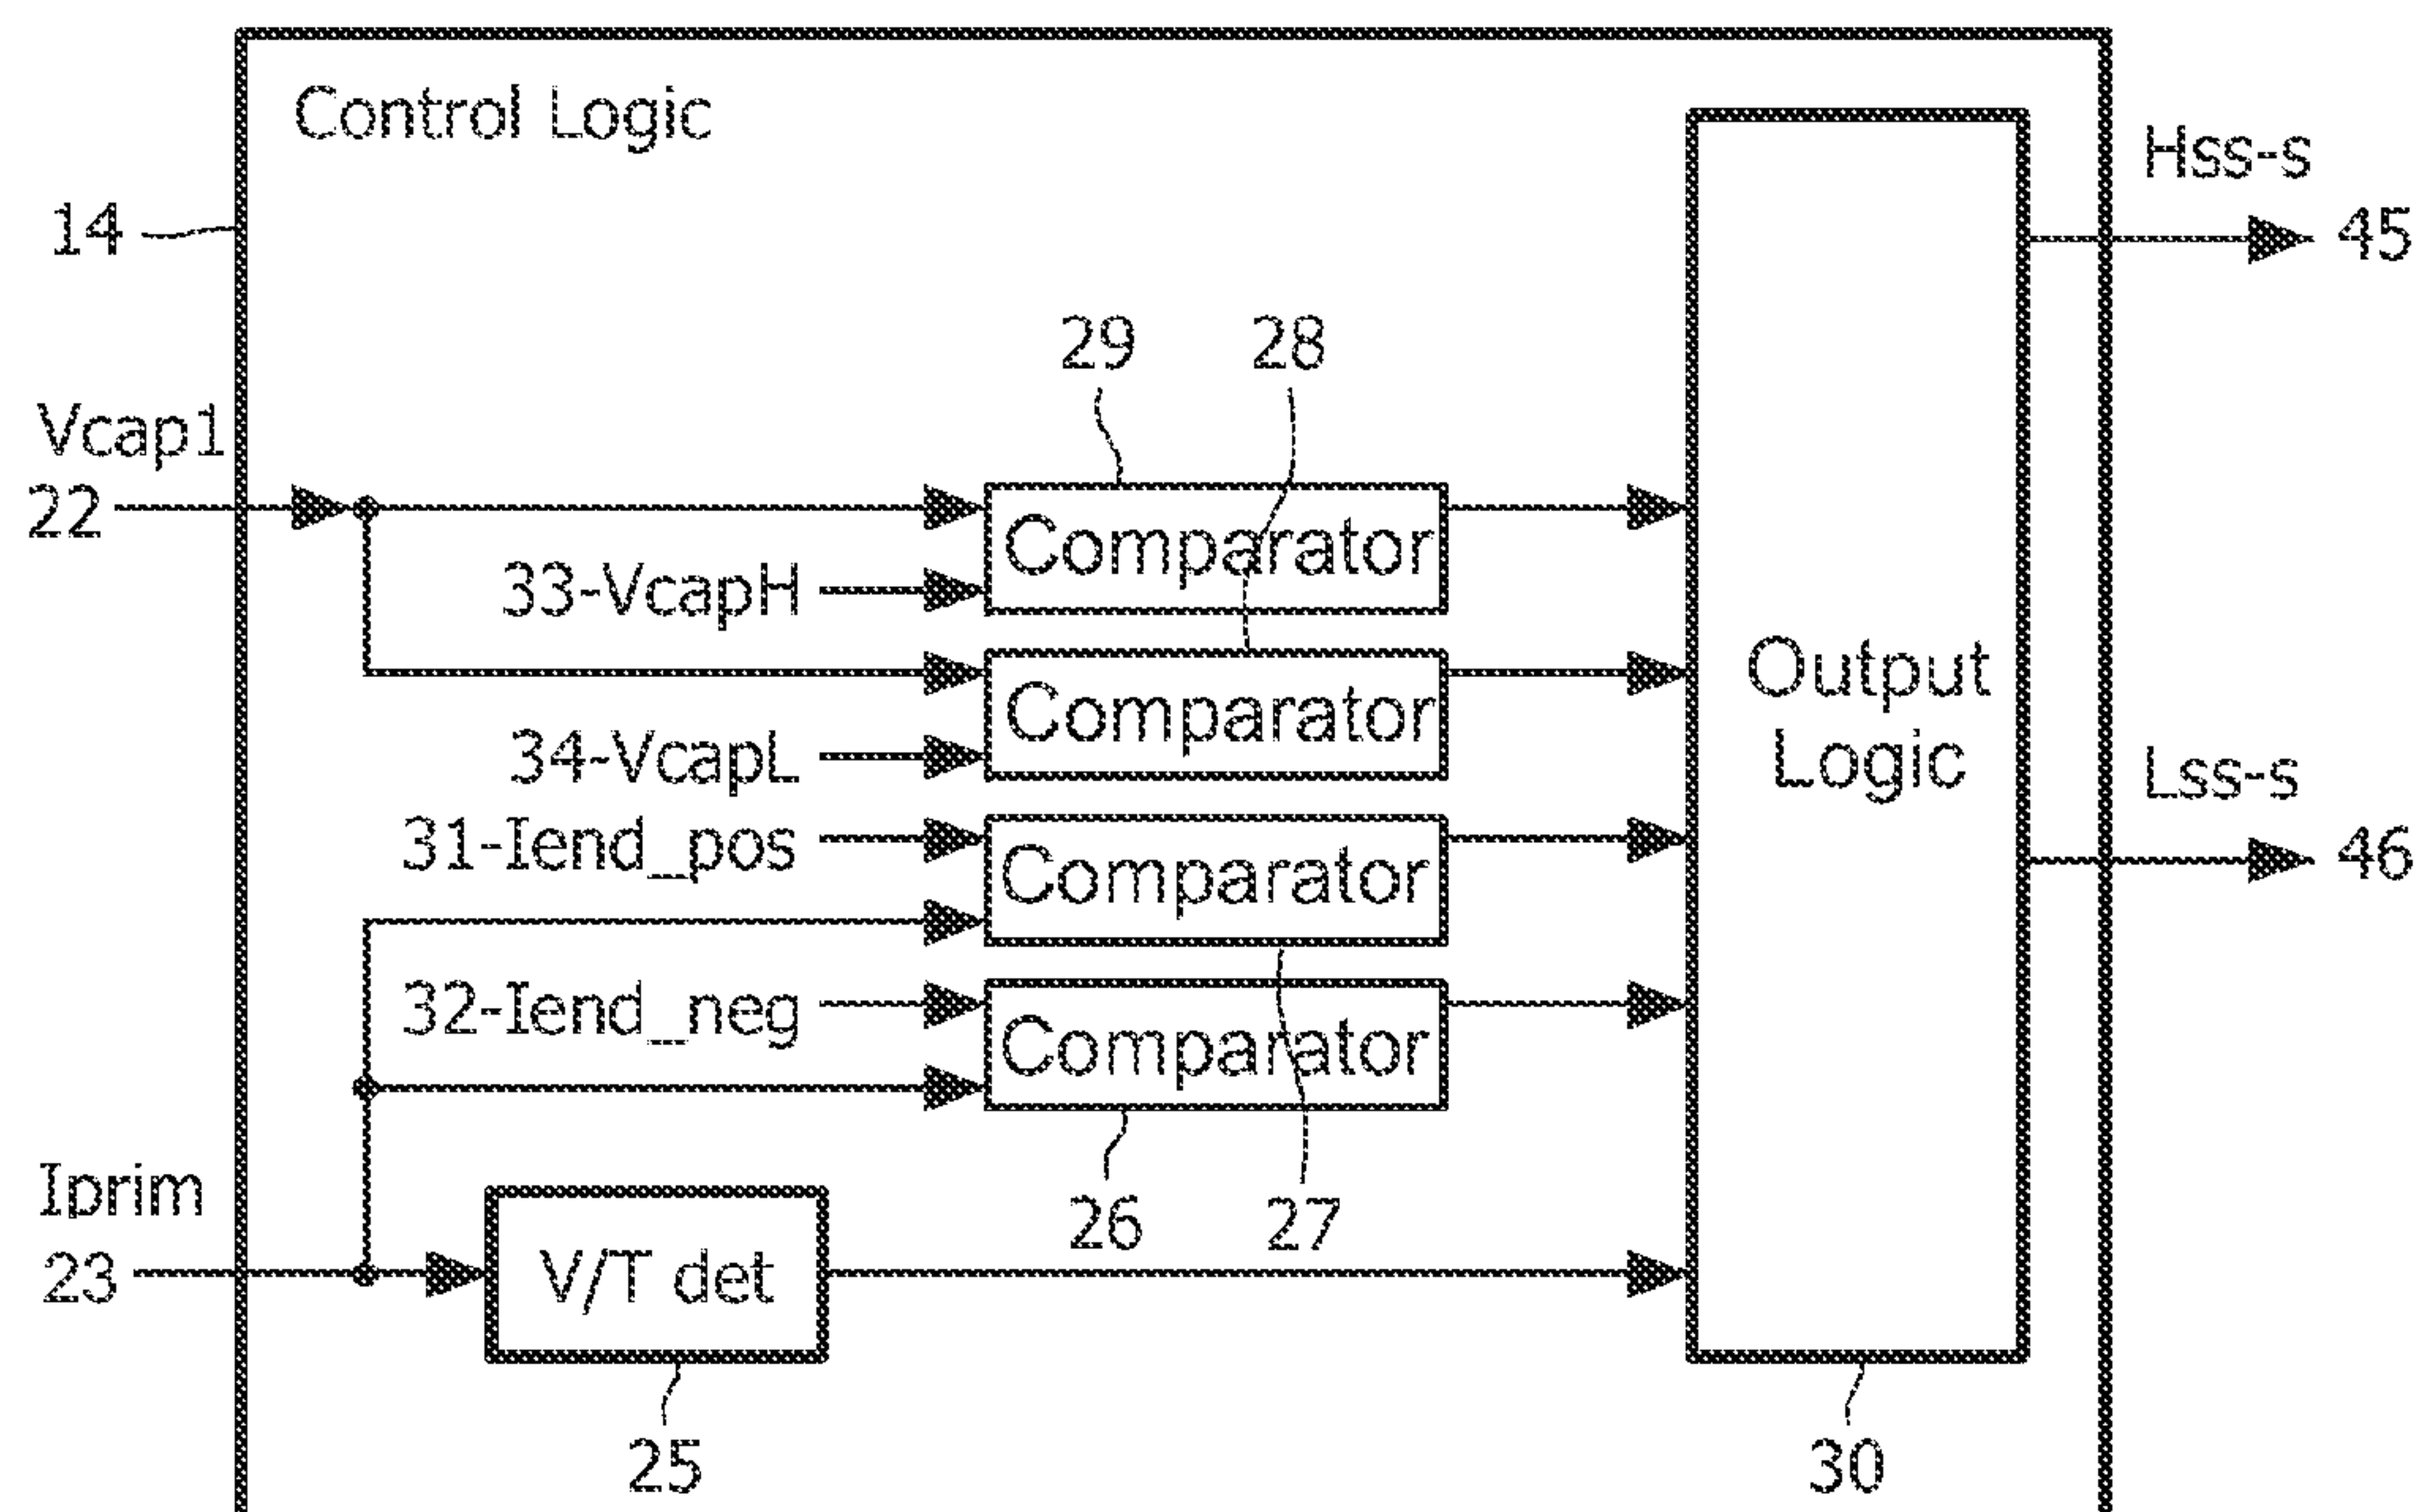 Control Logic
Hss-s
14
45
29
28
Vcap1
22
Comparator
33-VcapH
Comparator
34-VcapL
Output
Logic
Lss-s
31-Iend_pos
Comparator
46
32-Iend_neg
Comparator
Iprim
26
27
23
V/T det
25
30